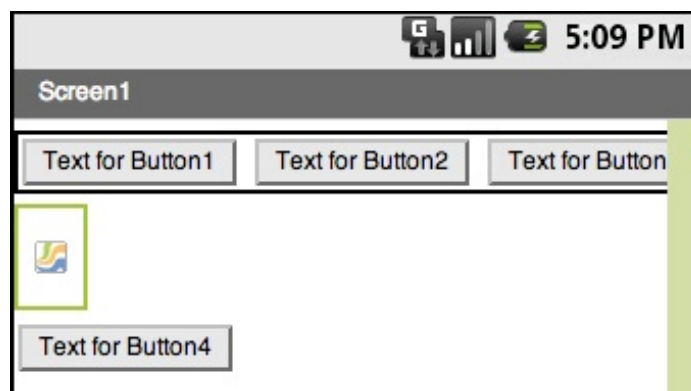 G 5:09 PM
Screen1
Text for Button1 Text for Button2 Text for Button
Text for Button4